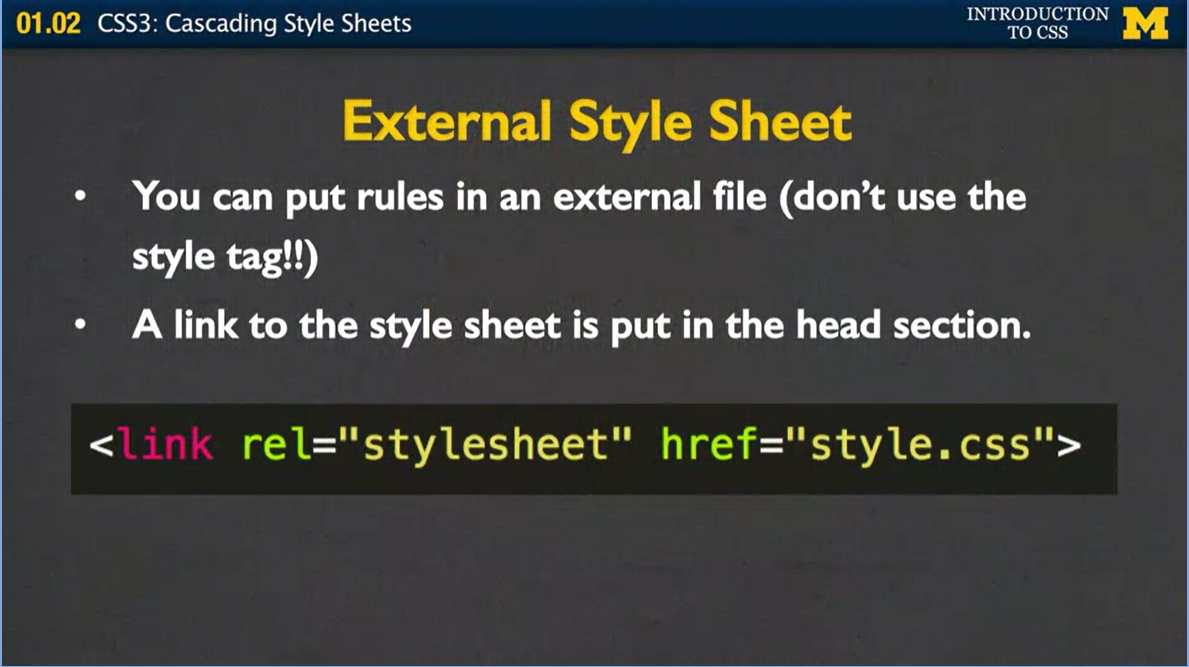 01.02 CSS3: Cascading Style Sheets
INTRODUCTION
TO CSS
M
External Style Sheet
• You can put rules in an external file (don’t use the
style tag!!)
• A link to the style sheet is put in the head section.
<link rel="stylesheet" href="style.css">